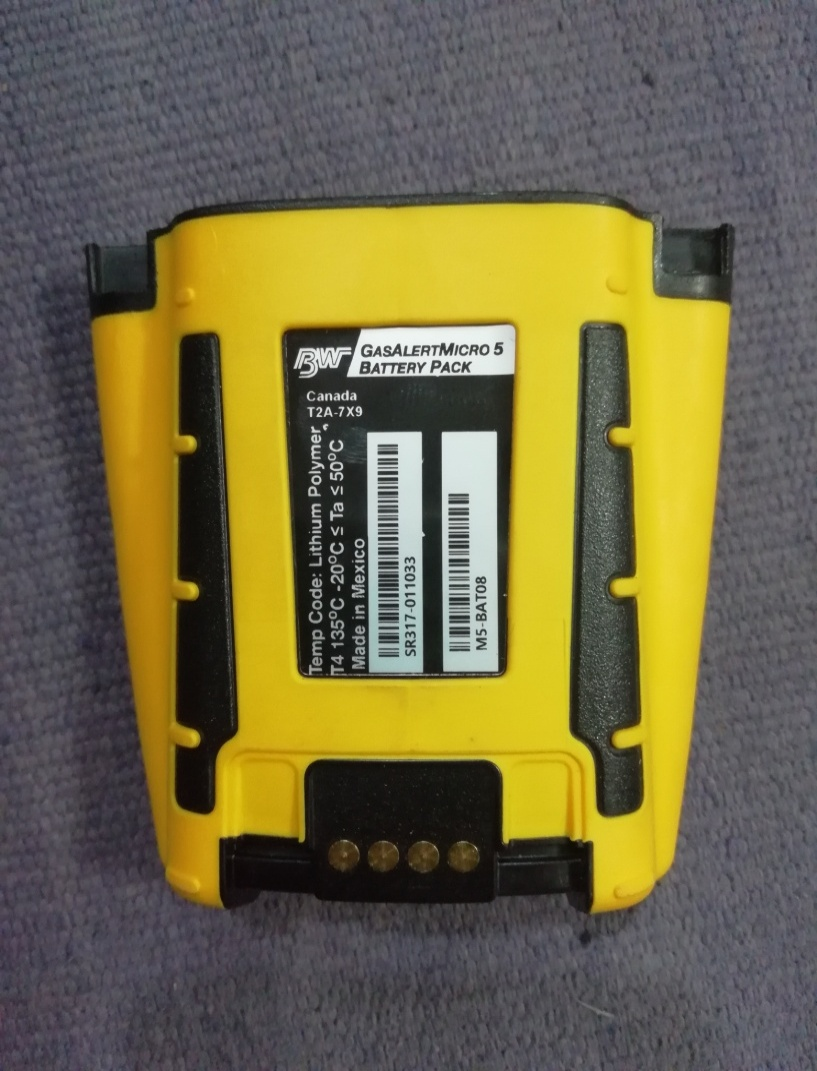 BW
GASALERTMICRO 5
BATTERY PACK
Canada
T2A-7X9
Temp Code: Lithium Polymer
T4 135°C -20°C ≤ Ta ≤ 50°C
Made in Mexico
SR317-011033
M5-BAT08